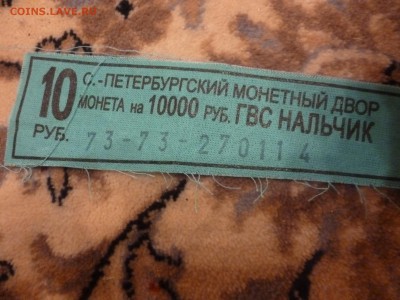 COINS.LAVE.RU
10 С.-ПЕТЕРБУРГСКИЙ МОНЕТНЫЙ ДВОР
РУБ. МОНЕТА на 10000 РУБ. ГВС НАЛЬЧИК
73-73-270114